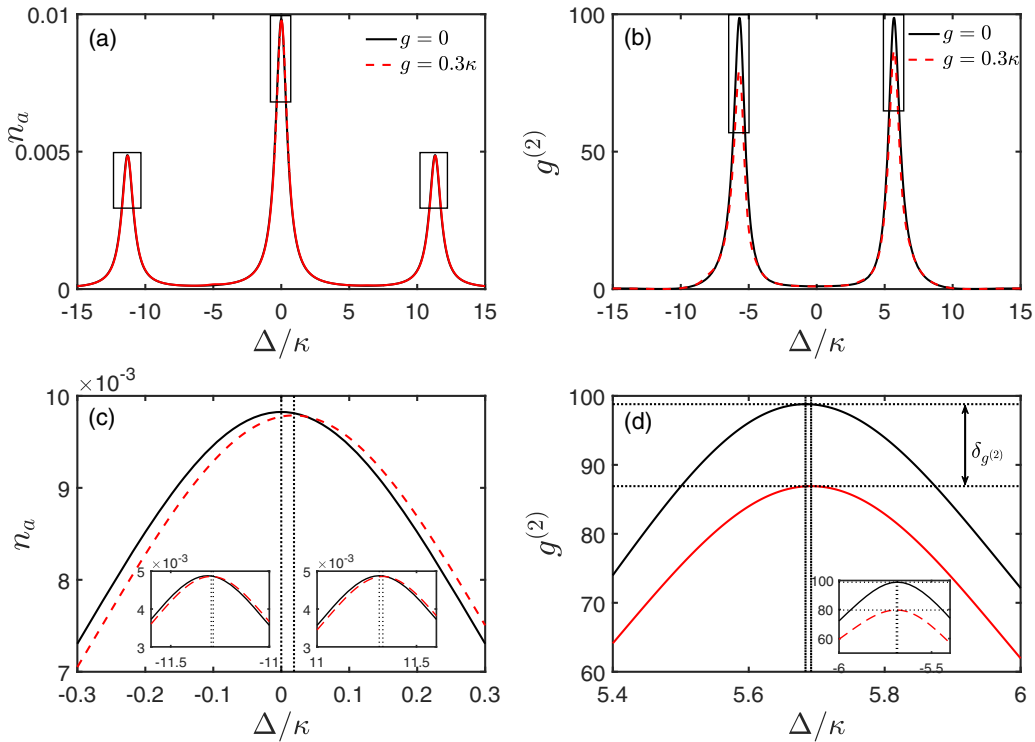 (a)
g = 0
g = 0.3κ
n_a
0.01
0.005
0
-15 -10 -5 0 5 10 15
Δ/κ
(b)
g = 0
g = 0.3κ
g^(2)
100
50
0
-15 -10 -5 0 5 10 15
Δ/κ
(c)
×10^-3
n_a
10
9
8
7
-0.3 -0.2 -0.1 0 0.1 0.2 0.3
Δ/κ
5 ×10^-3
4
3
-11.5 -11
5 ×10^-3
4
3
11 11.5
(d)
δ_g^(2)
g^(2)
100
90
80
70
60
5.4 5.6 5.8 6
Δ/κ
100
80
60
-6 -5.5